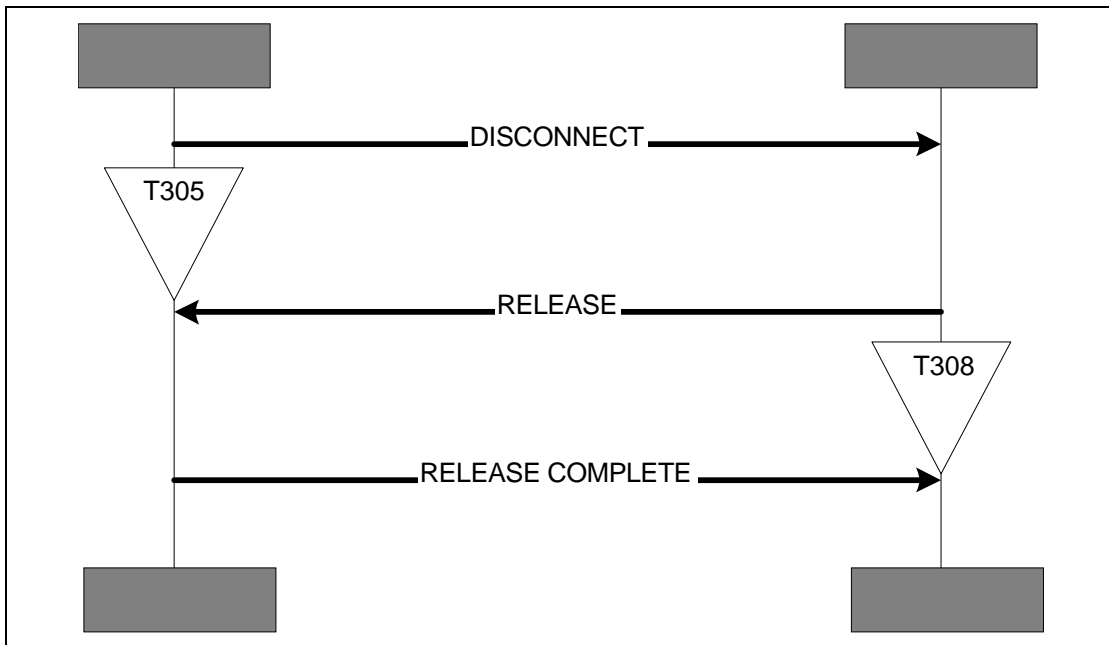 DISCONNECT
T305
RELEASE
T308
RELEASE COMPLETE